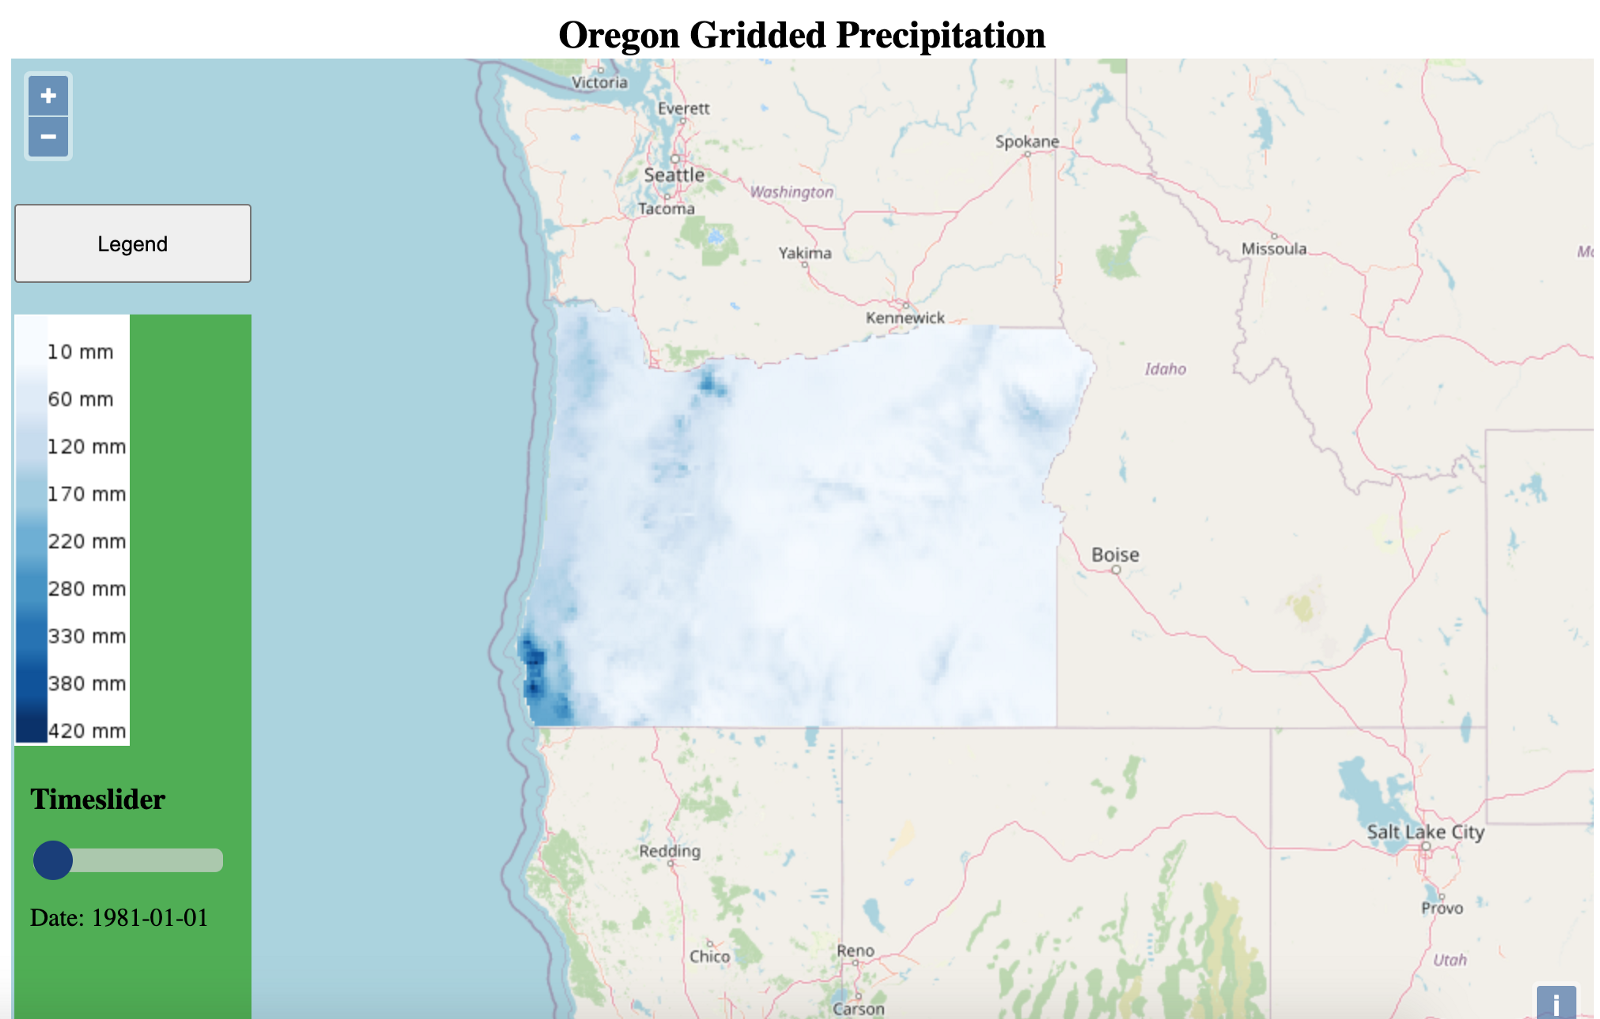 Oregon Gridded Precipitation
+
−
Victoria
Everett
Spokane
Seattle
Washington
Tacoma
Legend
Yakima
Missoula
Kennewick
10 mm
Idaho
60 mm
120 mm
170 mm
220 mm
Boise
280 mm
330 mm
380 mm
420 mm
Timeslider
Salt Lake City
Redding
Date: 1981-01-01
Provo
Chico
Reno
Utah
Carson
i